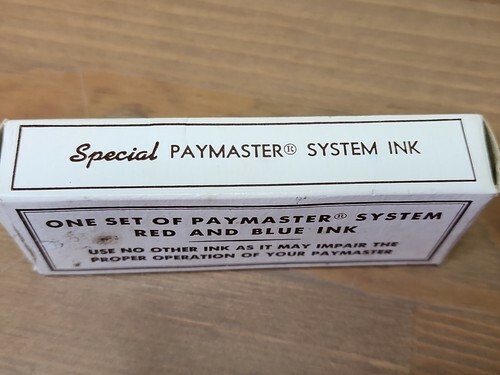 Special PAYMASTER® SYSTEM INK
ONE SET OF PAYMASTER® SYSTEM
RED AND BLUE INK
USE NO OTHER INK AS IT MAY IMPAIR THE
PROPER OPERATION OF YOUR PAYMASTER